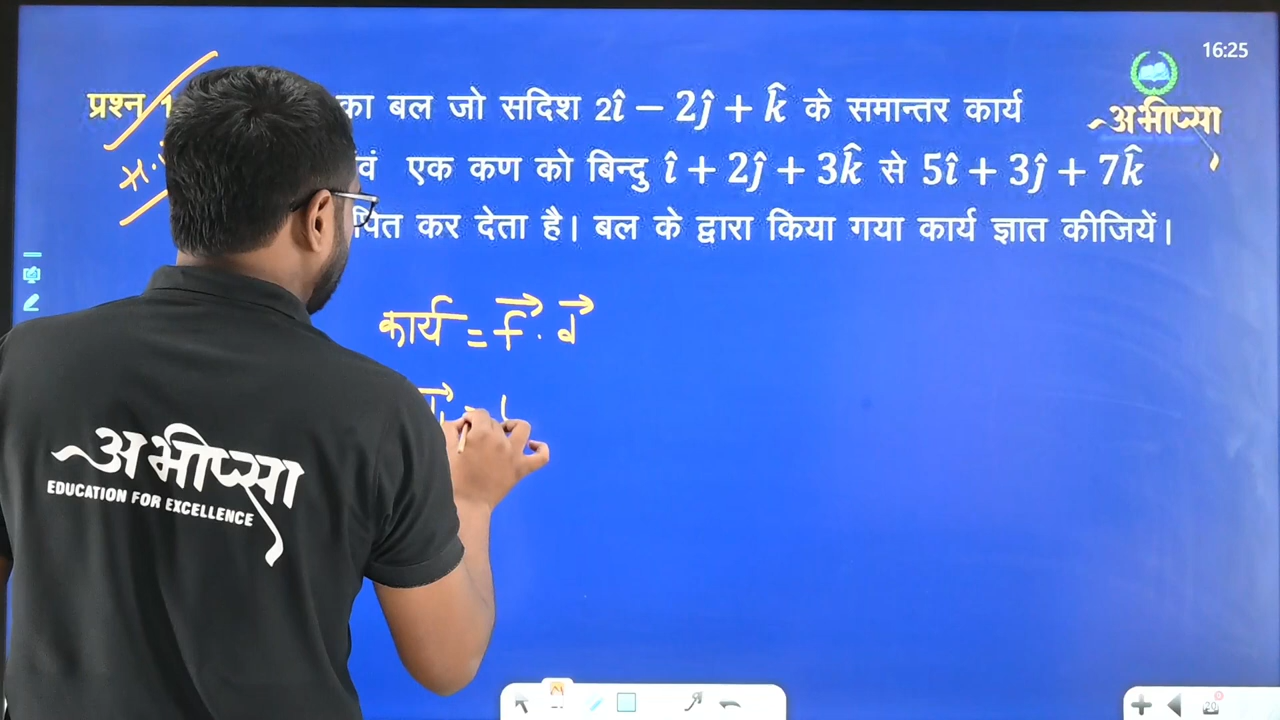 16:25
प्रश्न 1 का बल जो सदिश 2î − 2ĵ + k̂ के समान्तर कार्य
अभीप्सा
एक कण को बिन्दु î + 2ĵ + 3k̂ से 5î + 3ĵ + 7k̂
कर देता है। बल के द्वारा किया गया कार्य ज्ञात कीजियें।
कार्य = F⃗ . d⃗
अभीप्सा
EDUCATION FOR EXCELLENCE